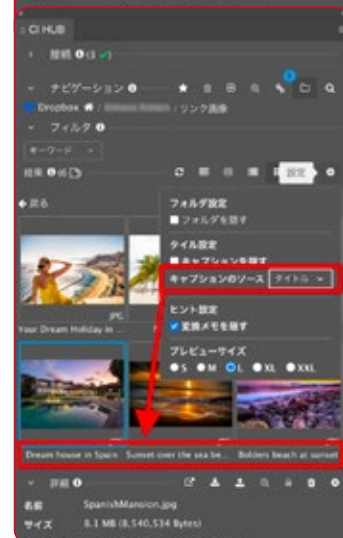 CI HUB
接続 (1 ✓)
ナビゲーション
Dropbox / / リンク画像
フィルタ
キーワード
結果 (6)
設定
戻る
フォルダ設定
フォルダを隠す
タイル設定
キャプションを隠す
キャプションのソース タイトル
ヒント設定
変換メモを隠す
プレビューサイズ
S M L XL XXL
JPG
Your Dream Holiday in ...
Dream house in Spain Sunset over the sea be... Bolders beach at sunset
詳細
名前 SpanishMansion.jpg
サイズ 8.1 MB (8,540,534 Bytes)